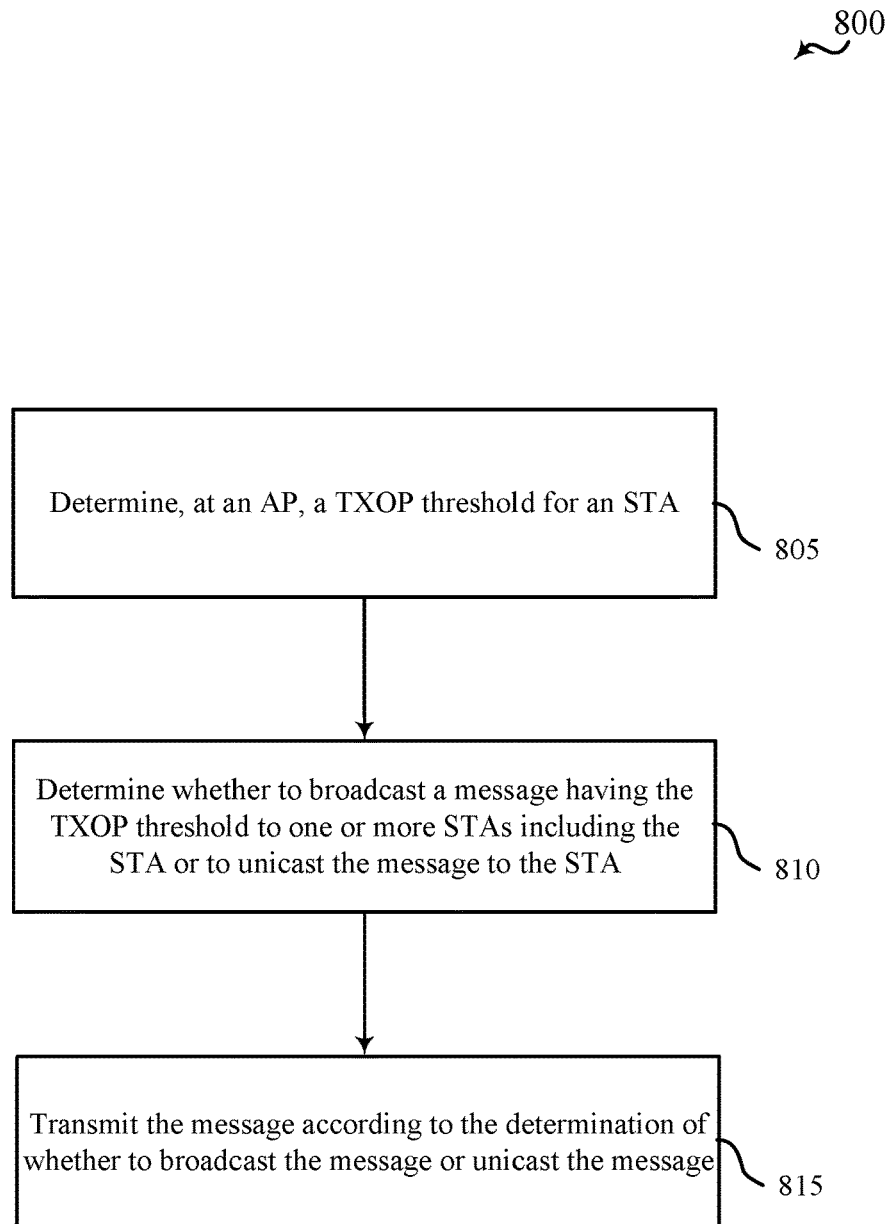 800
Determine, at an AP, a TXOP threshold for an STA
805
Determine whether to broadcast a message having the
TXOP threshold to one or more STAs including the
STA or to unicast the message to the STA
810
Transmit the message according to the determination of
whether to broadcast the message or unicast the message
815